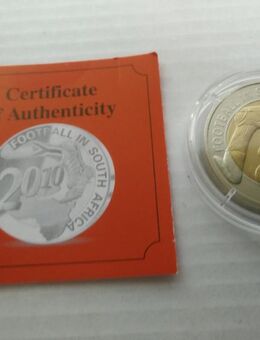 Certificate
f Authenticity
FOOTBALL IN SOUTH AFRICA
2010
FOOTBALL